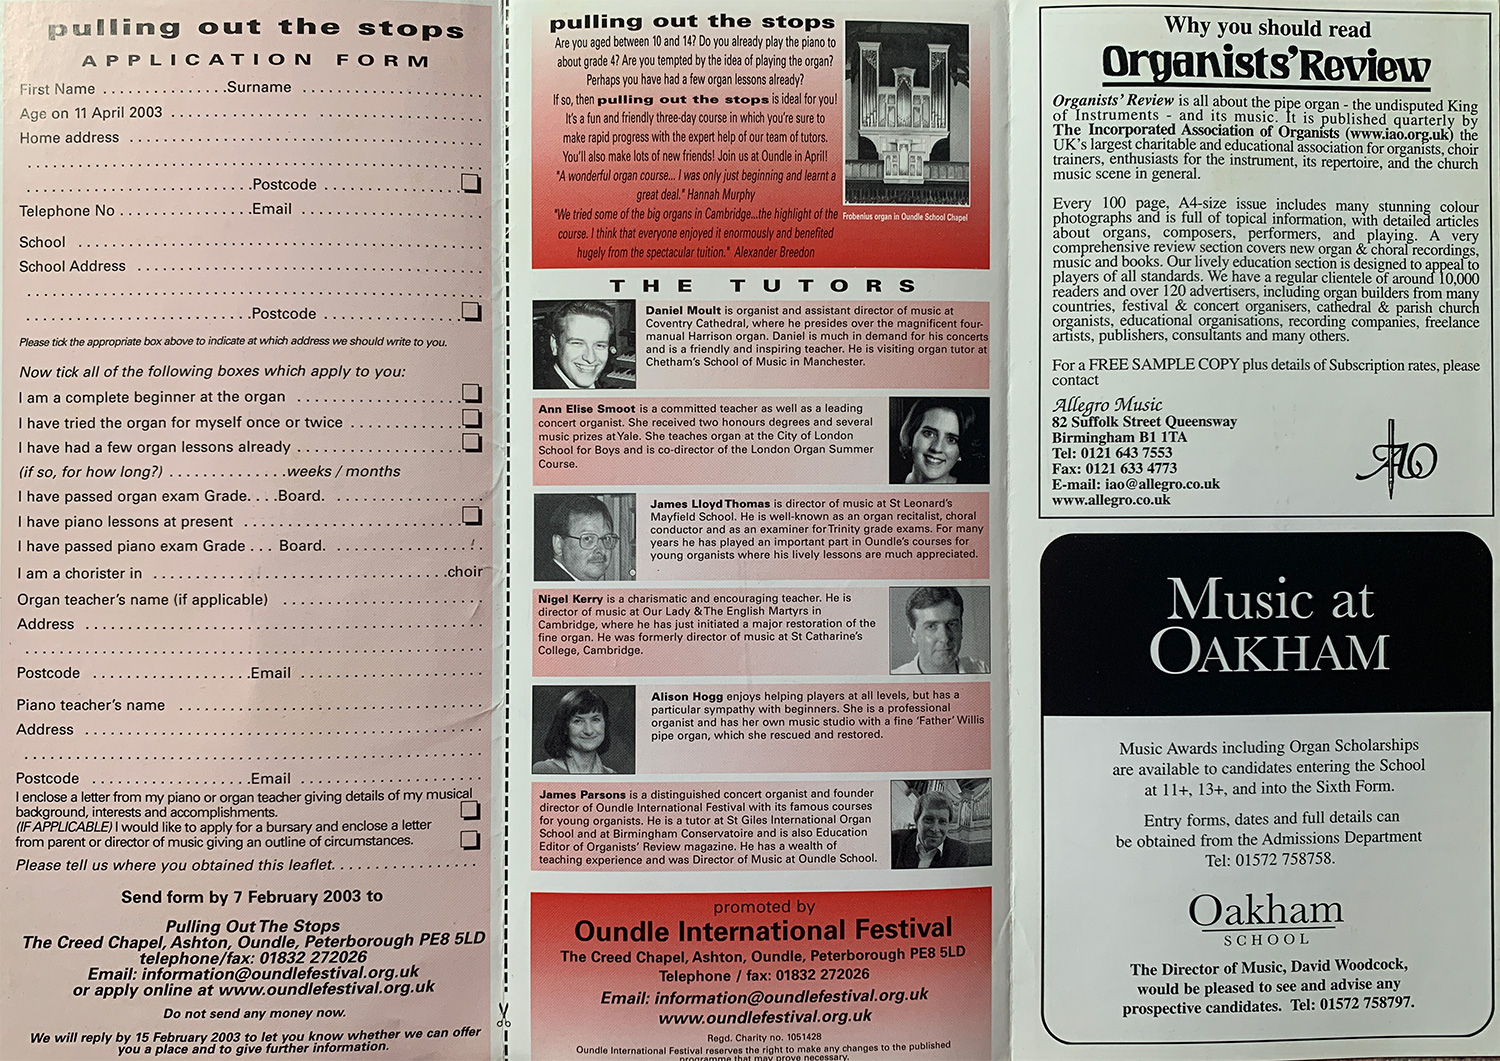 pulling out the stops
APPLICATION FORM
First Name ................Surname ......................
Age on 11 April 2003 ....................................
Home address ..........................................
......................................................
............................Postcode ...................
Telephone No ................Email .....................
School ................................................
School Address .........................................
......................................................
............................Postcode ...................
Please tick the appropriate box above to indicate at which address we should write to you.
Now tick all of the following boxes which apply to you:
I am a complete beginner at the organ ...................
I have tried the organ for myself once or twice .............
I have had a few organ lessons already ...................
(if so, for how long?) ..............weeks / months
I have passed organ exam Grade....Board. ..................
I have piano lessons at present .........................
I have passed piano exam Grade ... Board. .................
I am a chorister in ....................................choir
Organ teacher's name (if applicable) ......................
Address ................................................
......................................................
Postcode ...................Email ......................
Piano teacher's name ...................................
Address ................................................
......................................................
Postcode ...................Email ......................
I enclose a letter from my piano or organ teacher giving details of my musical
background, interests and accomplishments.
(IF APPLICABLE) I would like to apply for a bursary and enclose a letter
from parent or director of music giving an outline of circumstances.
Please tell us where you obtained this leaflet..................
Send form by 7 February 2003 to
Pulling Out The Stops
The Creed Chapel, Ashton, Oundle, Peterborough PE8 5LD
telephone/fax: 01832 272026
Email: information@oundlefestival.org.uk
or apply online at www.oundlefestival.org.uk
Do not send any money now.
We will reply by 15 February 2003 to let you know whether we can offer
you a place and to give further information.
pulling out the stops
Are you aged between 10 and 14? Do you already play the piano to
about grade 4? Are you tempted by the idea of playing the organ?
Perhaps you have had a few organ lessons already?
If so, then pulling out the stops is ideal for you!
It's a fun and friendly three-day course in which you're sure to
make rapid progress with the expert help of our team of tutors.
You'll also make lots of new friends! Join us at Oundle in April!
"A wonderful organ course... I was only just beginning and learnt a
great deal." Hannah Murphy
"We tried some of the big organs in Cambridge...the highlight of the
course. I think that everyone enjoyed it enormously and benefited
hugely from the spectacular tuition." Alexander Breedon
Frobenius organ in Oundle School Chapel
THE TUTORS
Daniel Moult is organist and assistant director of music at
Coventry Cathedral, where he presides over the magnificent four-
manual Harrison organ. Daniel is much in demand for his concerts
and is a friendly and inspiring teacher. He is visiting organ tutor at
Chetham's School of Music in Manchester.
Ann Elise Smoot is a committed teacher as well as a leading
concert organist. She received two honours degrees and several
music prizes at Yale. She teaches organ at the City of London
School for Boys and is co-director of the London Organ Summer
Course.
James Lloyd Thomas is director of music at St Leonard's
Mayfield School. He is well-known as an organ recitalist, choral
conductor and as an examiner for Trinity grade exams. For many
years he has played an important part in Oundle's courses for
young organists where his lively lessons are much appreciated.
Nigel Kerry is a charismatic and encouraging teacher. He is
director of music at Our Lady & The English Martyrs in
Cambridge, where he has just initiated a major restoration of the
fine organ. He was formerly director of music at St Catharine's
College, Cambridge.
Alison Hogg enjoys helping players at all levels, but has a
particular sympathy with beginners. She is a professional
organist and has her own music studio with a fine 'Father' Willis
pipe organ, which she rescued and restored.
James Parsons is a distinguished concert organist and founder
director of Oundle International Festival with its famous courses
for young organists. He is a tutor at St Giles International Organ
School and at Birmingham Conservatoire and is also Education
Editor of Organists' Review magazine. He has a wealth of
teaching experience and was Director of Music at Oundle School.
promoted by
Oundle International Festival
The Creed Chapel, Ashton, Oundle, Peterborough PE8 5LD
Telephone / fax: 01832 272026
Email: information@oundlefestival.org.uk
www.oundlefestival.org.uk
Regd. Charity no. 1051428
Oundle International Festival reserves the right to make any changes to the published
programme that may prove necessary.
Why you should read
Organists' Review
Organists' Review is all about the pipe organ - the undisputed King
of Instruments - and its music. It is published quarterly by
The Incorporated Association of Organists (www.iao.org.uk) the
UK's largest charitable and educational association for organists, choir
trainers, enthusiasts for the instrument, its repertoire, and the church
music scene in general.
Every 100 page, A4-size issue includes many stunning colour
photographs and is full of topical information, with detailed articles
about organs, composers, performers, and playing. A very
comprehensive review section covers new organ & choral recordings,
music and books. Our lively education section is designed to appeal to
players of all standards. We have a regular clientele of around 10,000
readers and over 120 advertisers, including organ builders from many
countries, festival & concert organisers, cathedral & parish church
organists, educational organisations, recording companies, freelance
artists, publishers, consultants and many others.
For a FREE SAMPLE COPY plus details of Subscription rates, please
contact
Allegro Music
82 Suffolk Street Queensway
Birmingham B1 1TA
Tel: 0121 643 7553
Fax: 0121 633 4773
E-mail: iao@allegro.co.uk
www.allegro.co.uk
IAO
Music at
OAKHAM
Music Awards including Organ Scholarships
are available to candidates entering the School
at 11+, 13+, and into the Sixth Form.
Entry forms, dates and full details can
be obtained from the Admissions Department
Tel: 01572 758758.
Oakham
SCHOOL
The Director of Music, David Woodcock,
would be pleased to see and advise any
prospective candidates. Tel: 01572 758797.